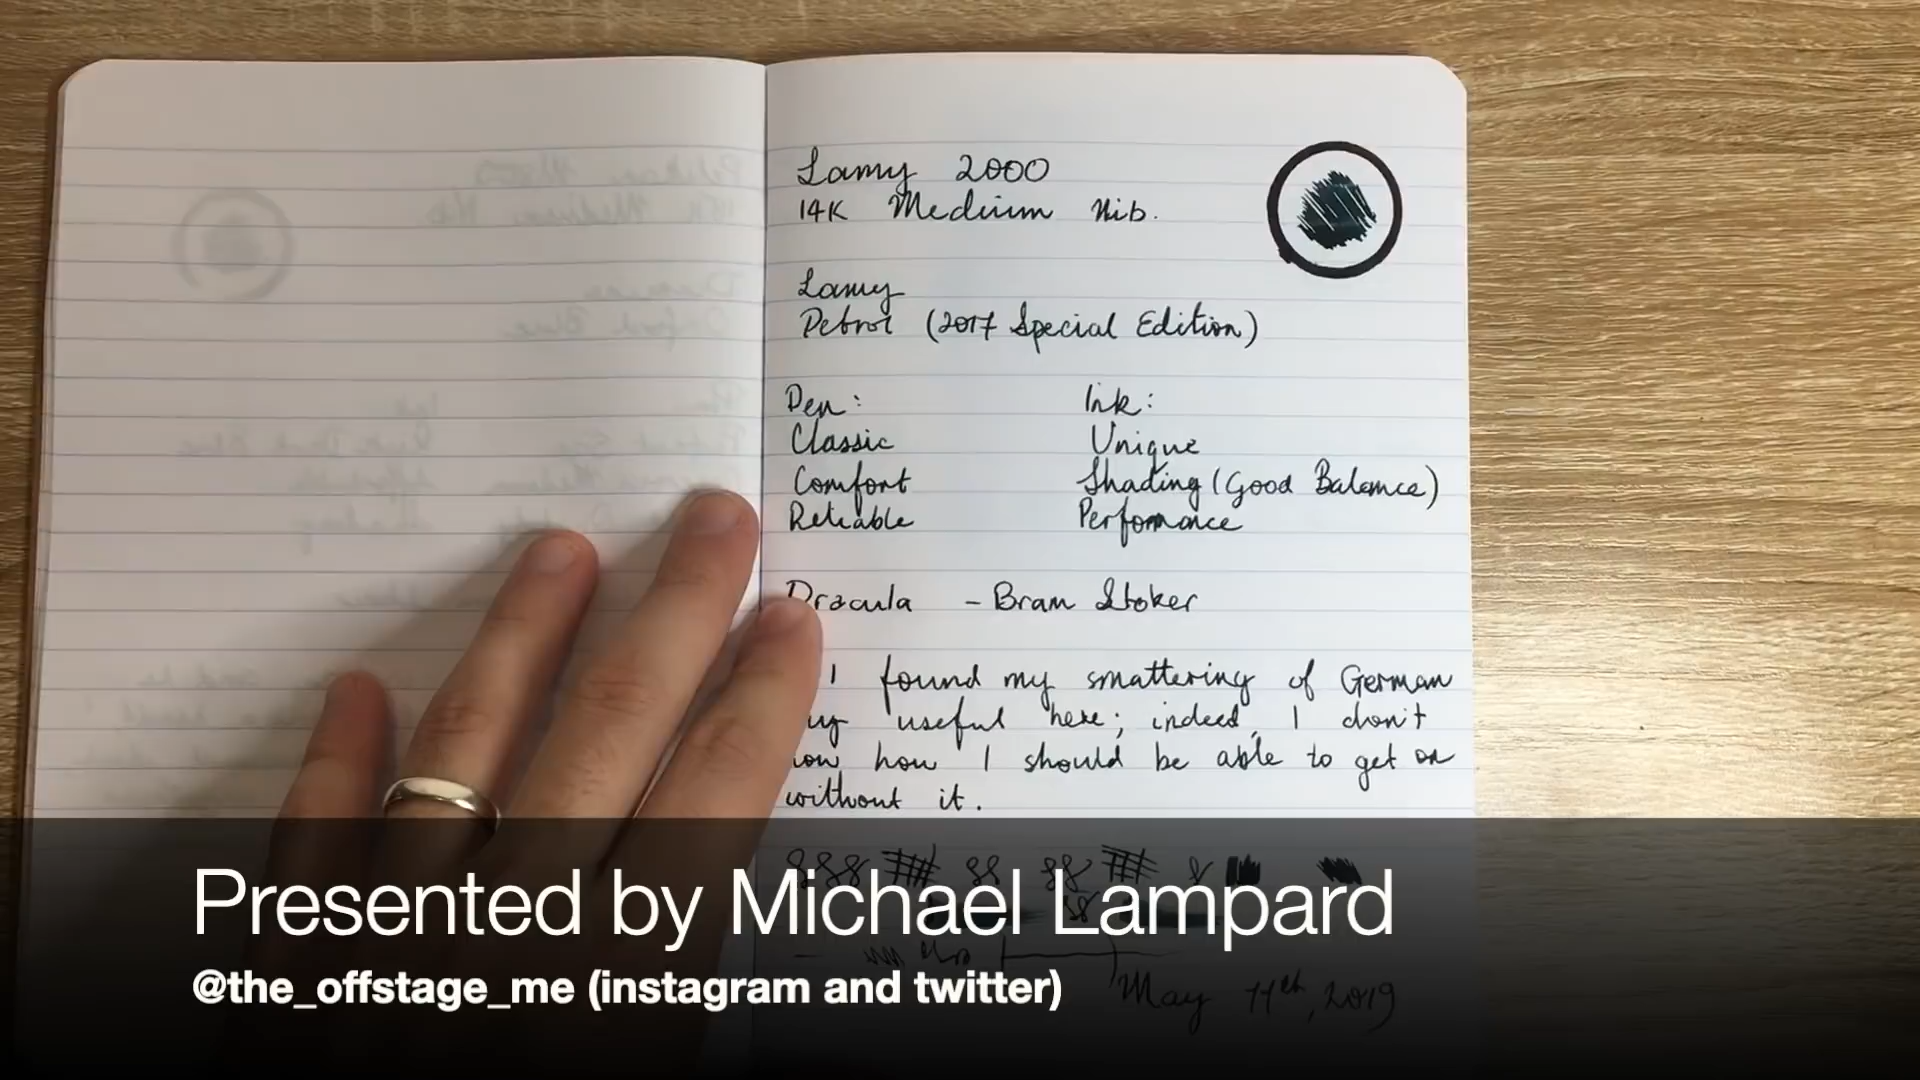 Lamy 2000
14K Medium Nib.
Lamy
Petrol (2017 Special Edition)
Pen: Ink:
Classic Unique
Comfort Shading (Good Balance)
Reliable Performance
Dracula - Bram Stoker
I found my smattering of German
useful here; indeed, I don't
how I should be able to get on
without it.
Presented by Michael Lampard
@the_offstage_me (instagram and twitter)
May 11th, 2019